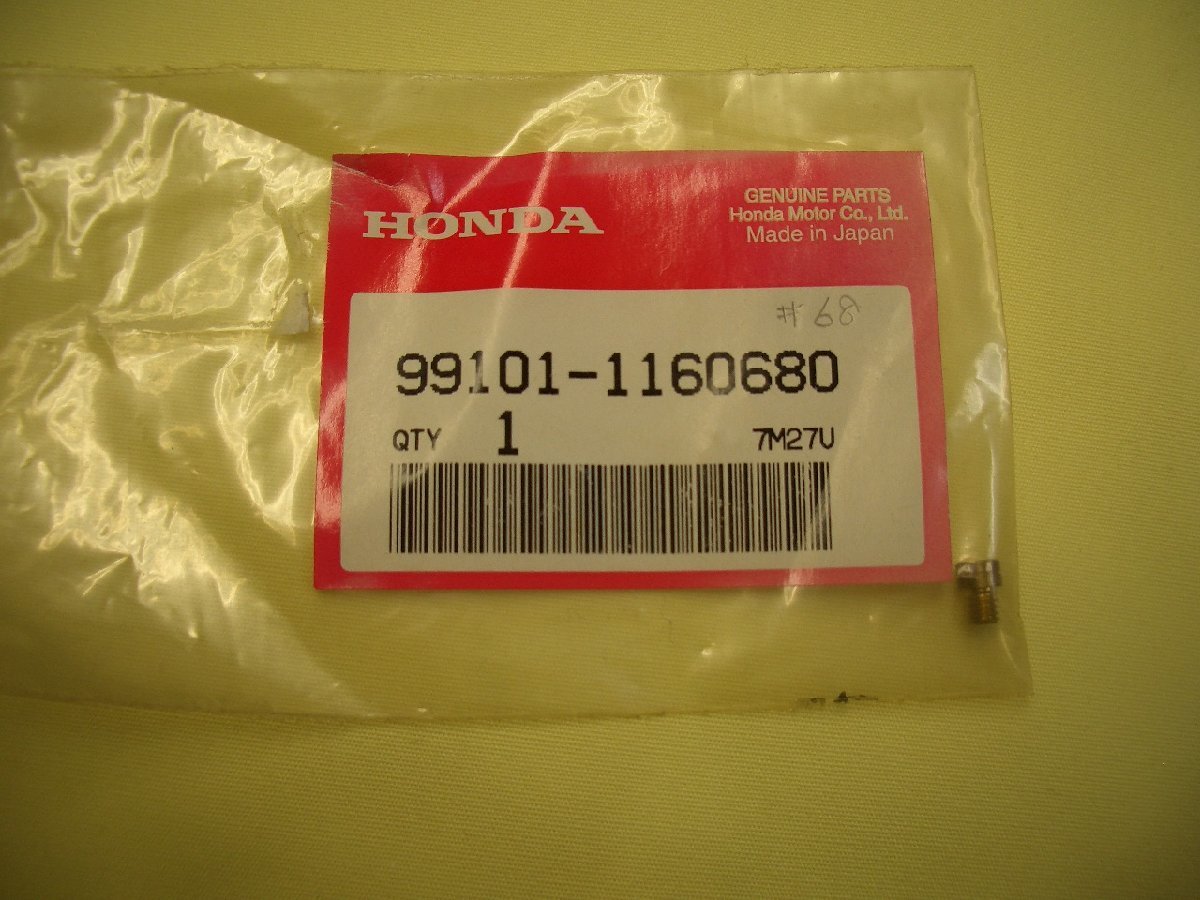 HONDA
GENUINE PARTS
Honda Motor Co., Ltd.
Made in Japan
#68
99101-1160680
QTY 1 7M27U